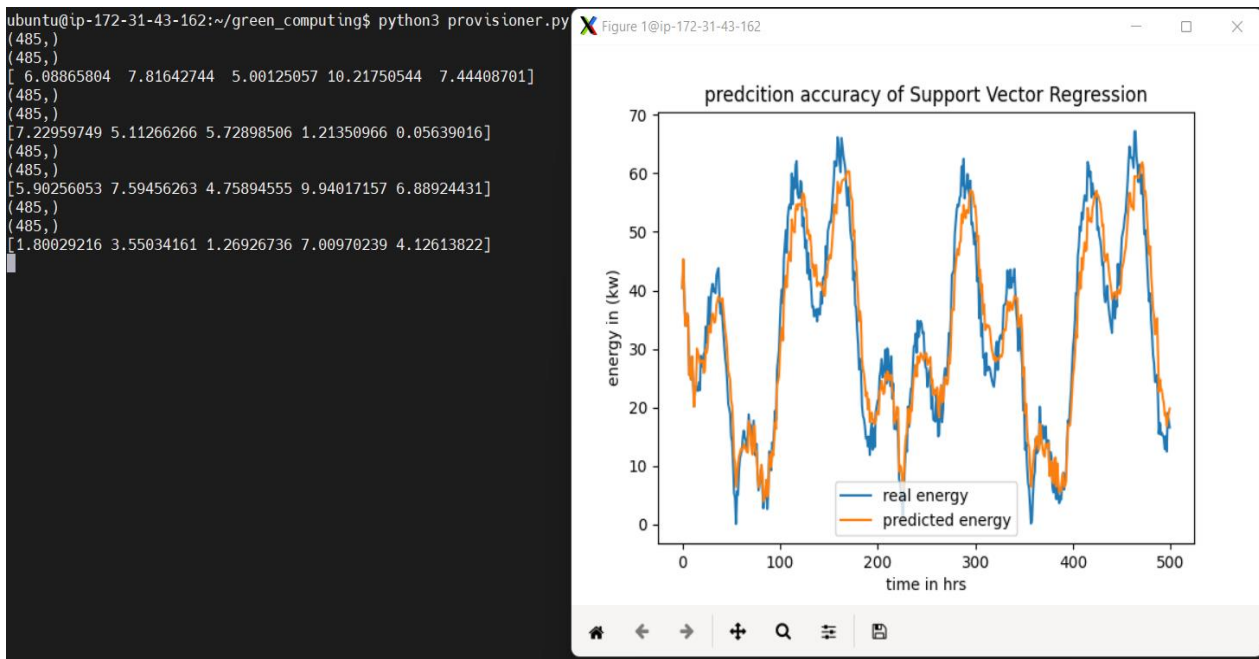 ubuntu@ip-172-31-43-162:~/green_computing$ python3 provisioner.py
(485,)
(485,)
[ 6.08865804  7.81642744  5.00125057 10.21750544  7.44408701]
(485,)
(485,)
[7.22959749 5.11266266 5.72898506 1.21350966 0.05639016]
(485,)
(485,)
[5.90256053 7.59456263 4.75894555 9.94017157 6.88924431]
(485,)
(485,)
[1.80029216 3.55034161 1.26926736 7.00970239 4.12613822]
Figure 1@ip-172-31-43-162
predcition accuracy of Support Vector Regression
energy in (kw)
70
60
50
40
30
20
10
0
real energy
predicted energy
0 100 200 300 400 500
time in hrs